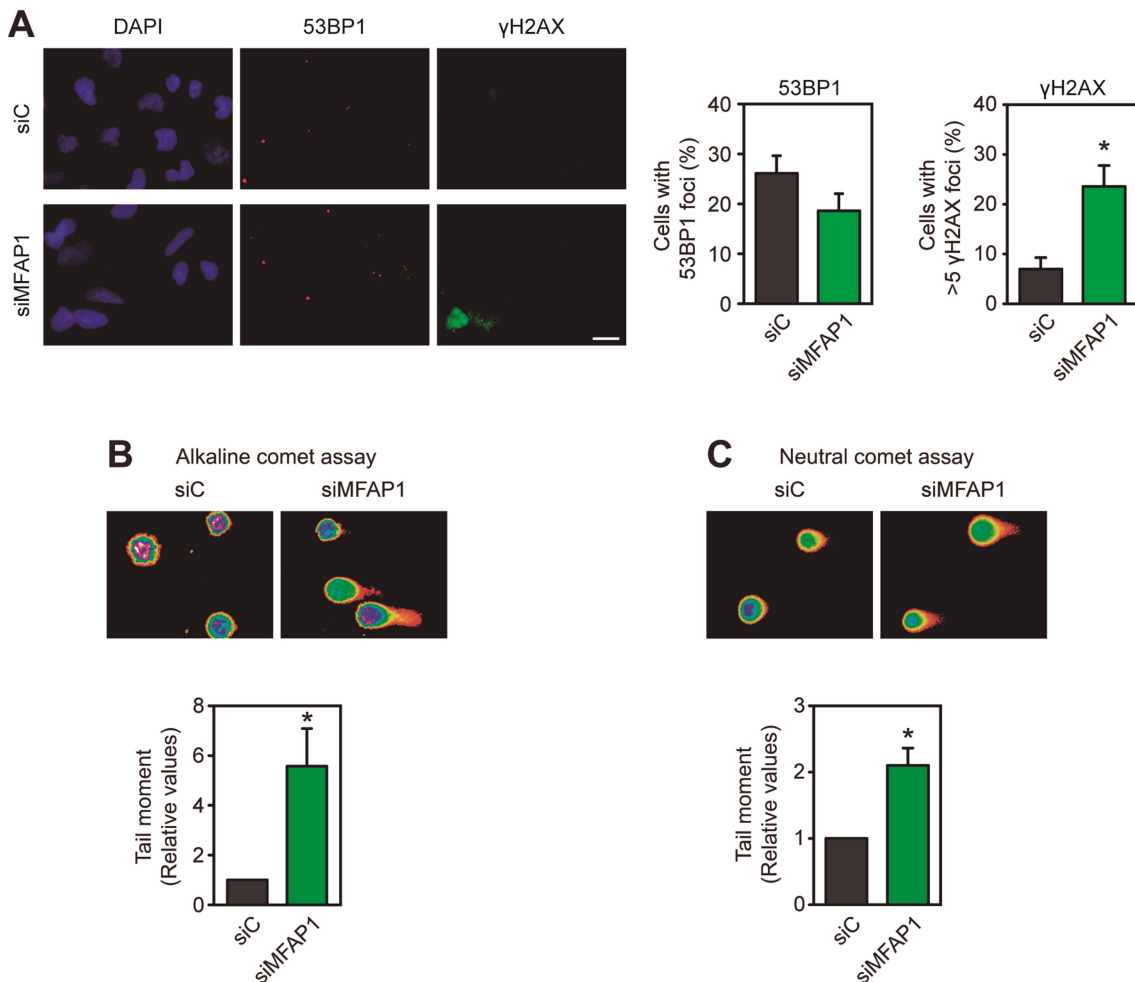 A
DAPI
53BP1
γH2AX
siC
siMFAP1
53BP1
Cells with
53BP1 foci (%)
40
30
20
10
0
siC
siMFAP1
γH2AX
Cells with
>5 γH2AX foci (%)
40
30
20
10
0
*
siC
siMFAP1
B
Alkaline comet assay
siC
siMFAP1
Tail moment
(Relative values)
8
6
4
2
0
*
siC
siMFAP1
C
Neutral comet assay
siC
siMFAP1
Tail moment
(Relative values)
3
2
1
0
*
siC
siMFAP1